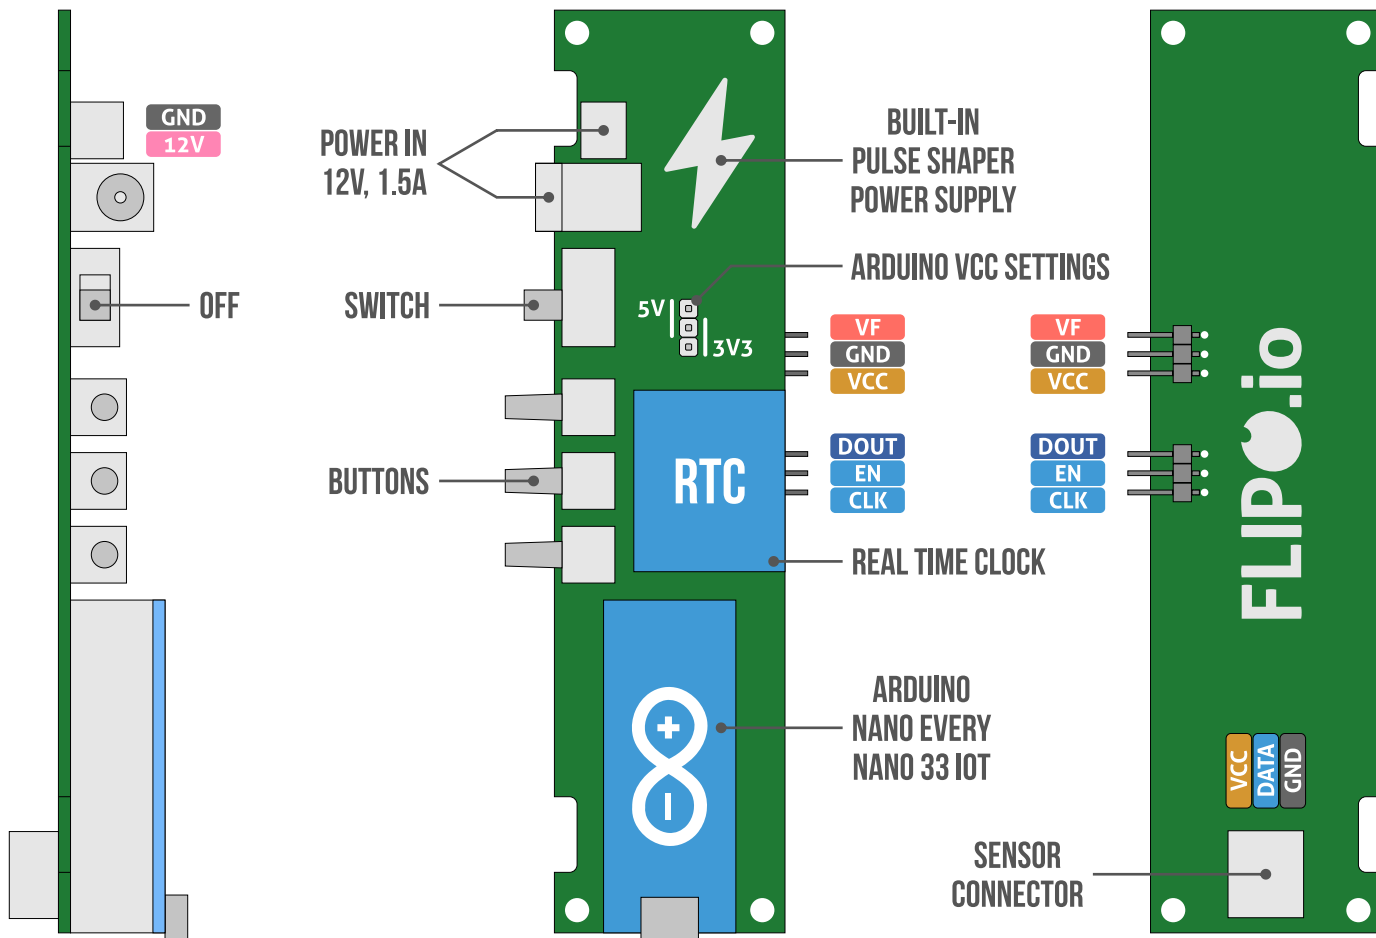 GND
12V
OFF
POWER IN
12V, 1.5A
SWITCH
BUTTONS
BUILT-IN
PULSE SHAPER
POWER SUPPLY
ARDUINO VCC SETTINGS
5V
3V3
VF
GND
VCC
DOUT
EN
CLK
RTC
REAL TIME CLOCK
ARDUINO
NANO EVERY
NANO 33 IOT
VF
GND
VCC
DOUT
EN
CLK
FLIPO.io
VCC
DATA
GND
SENSOR
CONNECTOR